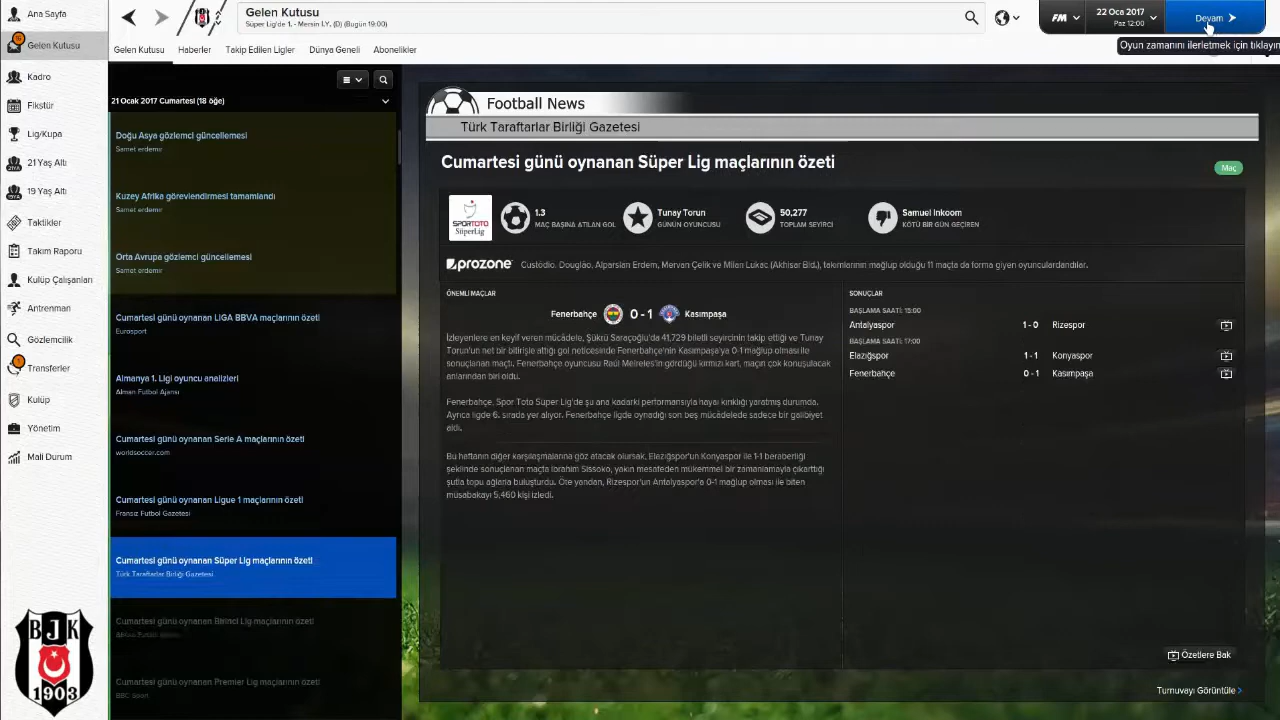 Ana Sayfa
Gelen Kutusu
Kadro
Fikstür
Lig/Kupa
21 Yaş Altı
19 Yaş Altı
Taktikler
Takım Raporu
Kulüp Çalışanları
Antrenman
Gözlemcilik
Transferler
Kulüp
Yönetim
Mali Durum
BJK
1903
Gelen Kutusu
Süper Lig'de 1. - Mersin İ.Y. (D) (Bugün 19:00)
FM
22 Oca 2017
Paz 12:00
Devam
Oyun zamanını ilerletmek için tıklayın
Gelen Kutusu Haberler Takip Edilen Ligler Dünya Geneli Abonelikler
21 Ocak 2017 Cumartesi (18 öğe)
Doğu Asya gözlemci güncellemesi
Samet erdemir
Kuzey Afrika görevlendirmesi tamamlandı
Samet erdemir
Orta Avrupa gözlemci güncellemesi
Samet erdemir
Cumartesi günü oynanan LIGA BBVA maçlarının özeti
Eurosport
Almanya 1. Ligi oyuncu analizleri
Alman Futbol Ajansı
Cumartesi günü oynanan Serie A maçlarının özeti
worldsoccer.com
Cumartesi günü oynanan Ligue 1 maçlarının özeti
Fransız Futbol Gazetesi
Cumartesi günü oynanan Süper Lig maçlarının özeti
Türk Taraftarlar Birliği Gazetesi
Cumartesi günü oynanan Birinci Lig maçlarının özeti
Cumartesi günü oynanan Premier Lig maçlarının özeti
BBC Sport
Football News
Türk Taraftarlar Birliği Gazetesi
Cumartesi günü oynanan Süper Lig maçlarının özeti
Maç
SPOR TOTO
SüperLig
1.3
MAÇ BAŞINA ATILAN GOL
Tunay Torun
GÜNÜN OYUNCUSU
50,277
TOPLAM SEYİRCİ
Samuel Inkoom
KÖTÜ BİR GÜN GEÇİREN
PROZONE
Custódio, Douglão, Alparslan Erdem, Mervan Çelik ve Milan Lukac (Akhisar Bld.), takımlarının mağlup olduğu 11 maçta da forma giyen oyunculardandılar.
ÖNEMLİ MAÇLAR
Fenerbahçe 0 - 1 Kasımpaşa
İzleyenlere en keyif veren mücadele, Şükrü Saraçoğlu'da 41,729 biletli seyircinin takip ettiği ve Tunay
Torun'un net bir bitirişle attığı gol neticesinde Fenerbahçe'nin Kasımpaşa'ya 0-1 mağlup olması ile
sonuçlanan maçtı. Fenerbahçe oyuncusu Raúl Meireles'in gördüğü kırmızı kart, maçın çok konuşulacak
anlarından biri oldu.
Fenerbahçe, Spor Toto Süper Lig'de şu ana kadarki performansıyla hayal kırıklığı yaratmış durumda.
Ayrıca ligde 6. sırada yer alıyor. Fenerbahçe ligde oynadığı son beş mücadelede sadece bir galibiyet
aldı.
Bu haftanın diğer karşılaşmalarına göz atacak olursak, Elazığspor'un Konyaspor ile 1-1 beraberliği
şeklinde sonuçlanan maçta İbrahim Sissoko, yakın mesafeden mükemmel bir zamanlamayla çıkarttığı
şutla topu ağlarla buluşturdu. Öte yandan, Rizespor'un Antalyaspor'a 0-1 mağlup olması ile biten
müsabakayı 5,460 kişi izledi.
SONUÇLAR
BAŞLAMA SAATİ: 15:00
Antalyaspor 1 - 0 Rizespor
BAŞLAMA SAATİ: 17:00
Elazığspor 1 - 1 Konyaspor
Fenerbahçe 0 - 1 Kasımpaşa
Özetlere Bak
Turnuvayı Görüntüle